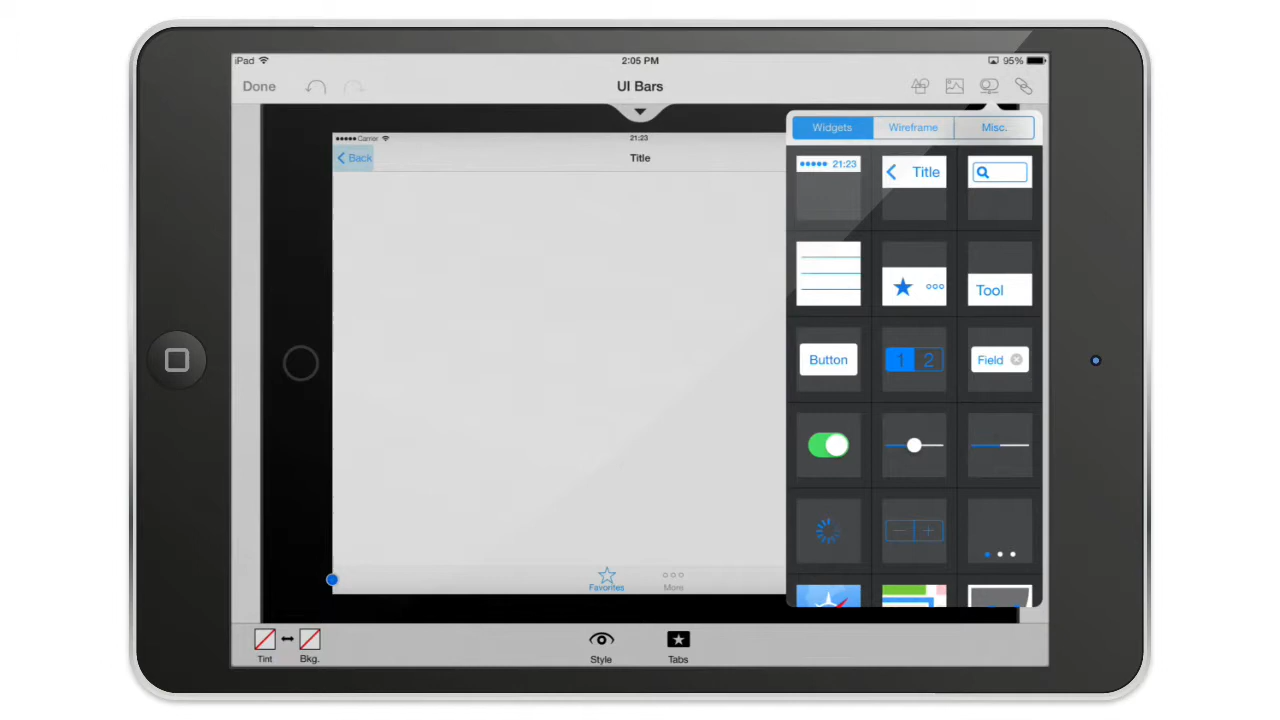 iPad 2:05 PM 95%
Done UI Bars
Widgets Wireframe Misc.
Carrer 21:23
Back Title
21:23 Title
Tool
Button 1 2 Field
Favorites More
Tint Bkg. Style Tabs